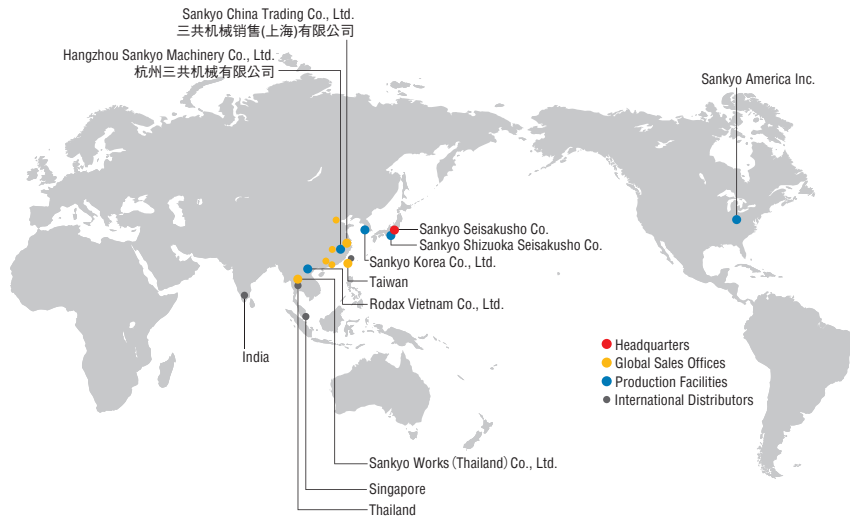 Sankyo China Trading Co., Ltd.
三共机械销售(上海)有限公司
Hangzhou Sankyo Machinery Co., Ltd.
杭州三共机械有限公司
Sankyo America Inc.
Sankyo Seisakusho Co.
Sankyo Shizuoka Seisakusho Co.
Sankyo Korea Co., Ltd.
Taiwan
Rodax Vietnam Co., Ltd.
India
Headquarters
Global Sales Offices
Production Facilities
International Distributors
Sankyo Works (Thailand) Co., Ltd.
Singapore
Thailand